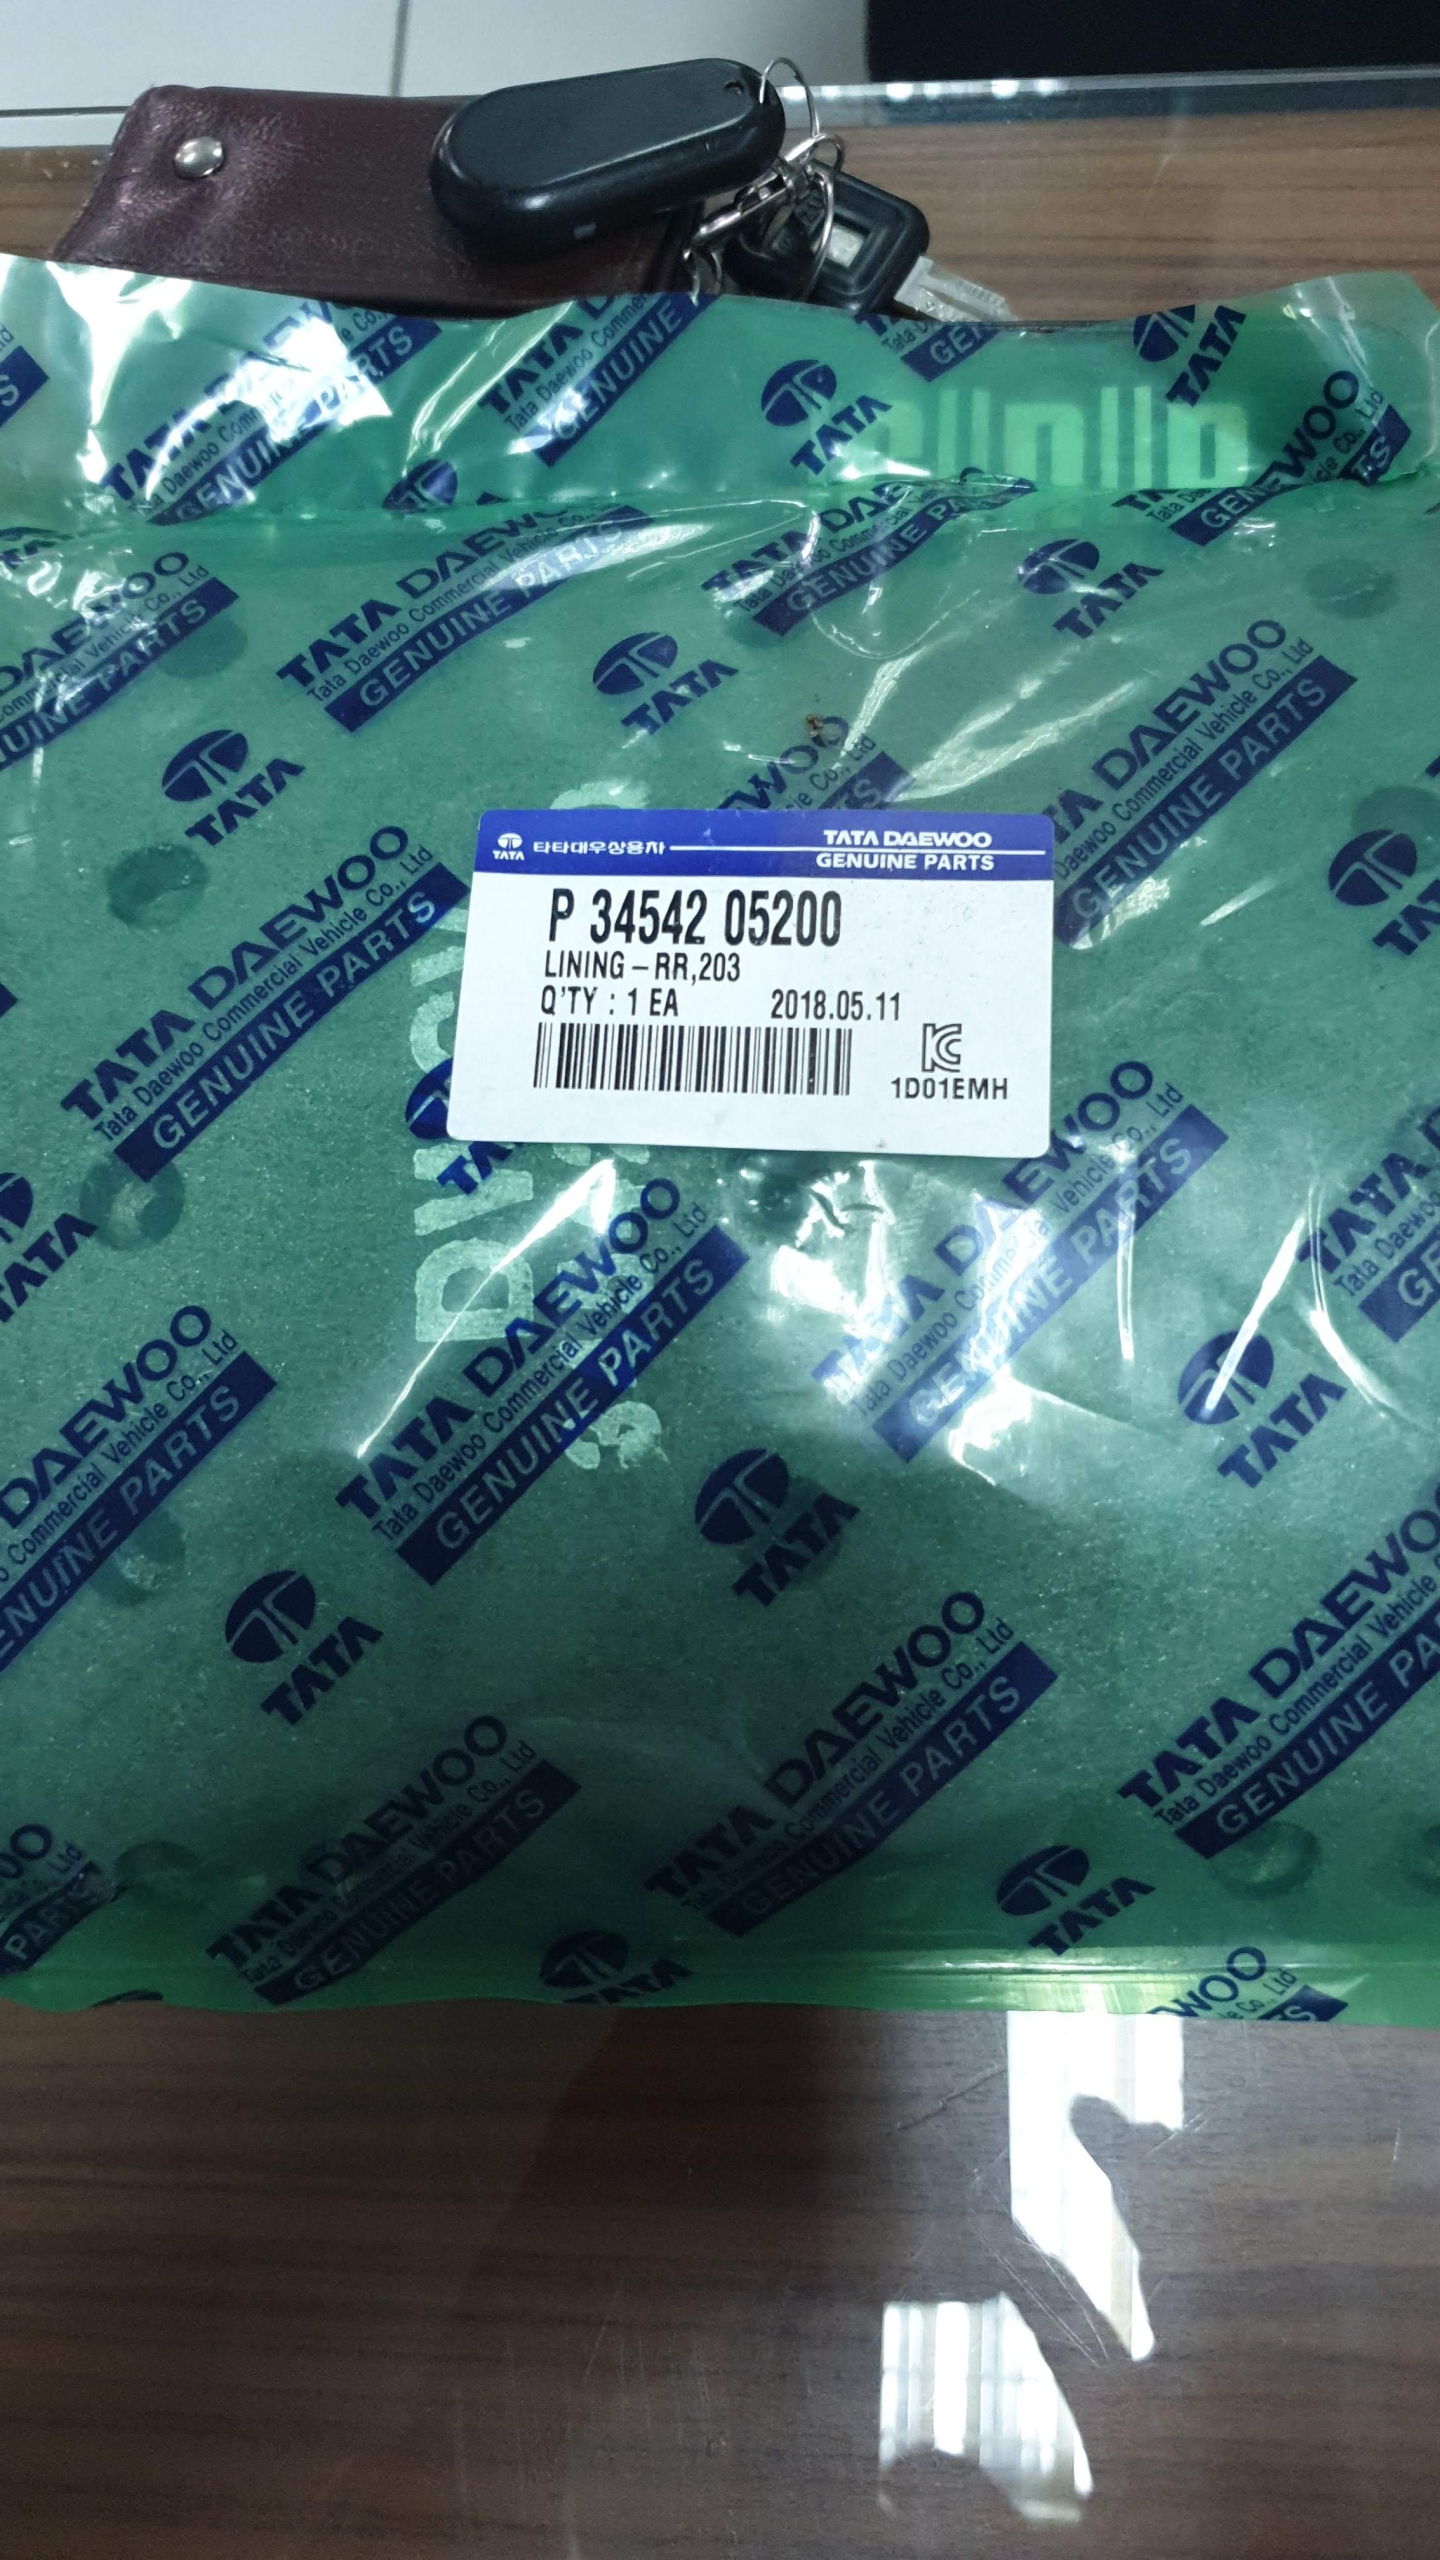 TATA 타타대우상용차 TATA DAEWOO
GENUINE PARTS
P 34542 05200
LINING-RR,203
Q'TY : 1 EA 2018.05.11
1D01EMH
TATA DAEWOO
Tata Daewoo Commercial Vehicle Co., Ltd
GENUINE PARTS
TATA